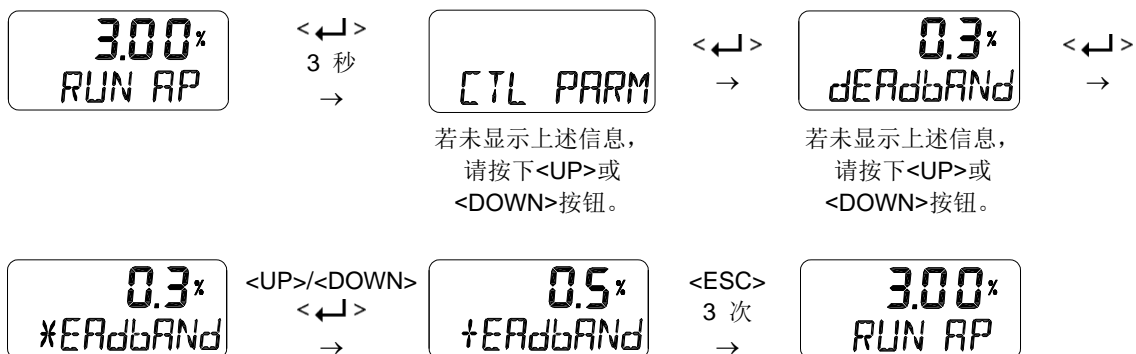 3.00%
RUN AP
<↵>
3 秒
→
CTL PARM
若未显示上述信息，
请按下<UP>或
<DOWN>按钮。
<↵>
→
0.3%
dEAdbANd
若未显示上述信息，
请按下<UP>或
<DOWN>按钮。
<↵>
→
0.3%
*EAdbANd
<UP>/<DOWN>
<↵>
→
0.5%
+EAdbANd
<ESC>
3 次
→
3.00%
RUN AP